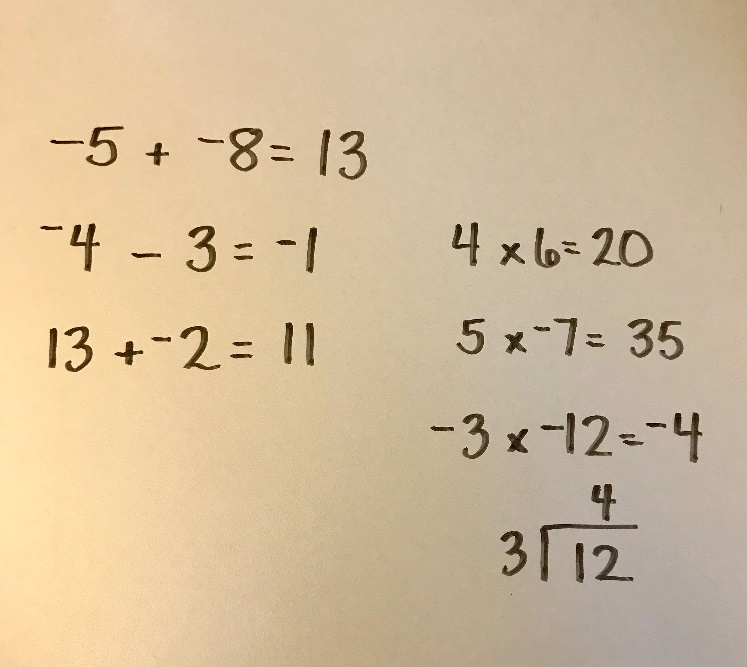 -5 + -8 = 13
-4 - 3 = -1
13 + -2 = 11
4 x 6 = 20
5 x -7 = 35
-3 x -12 = -4
4
3√12